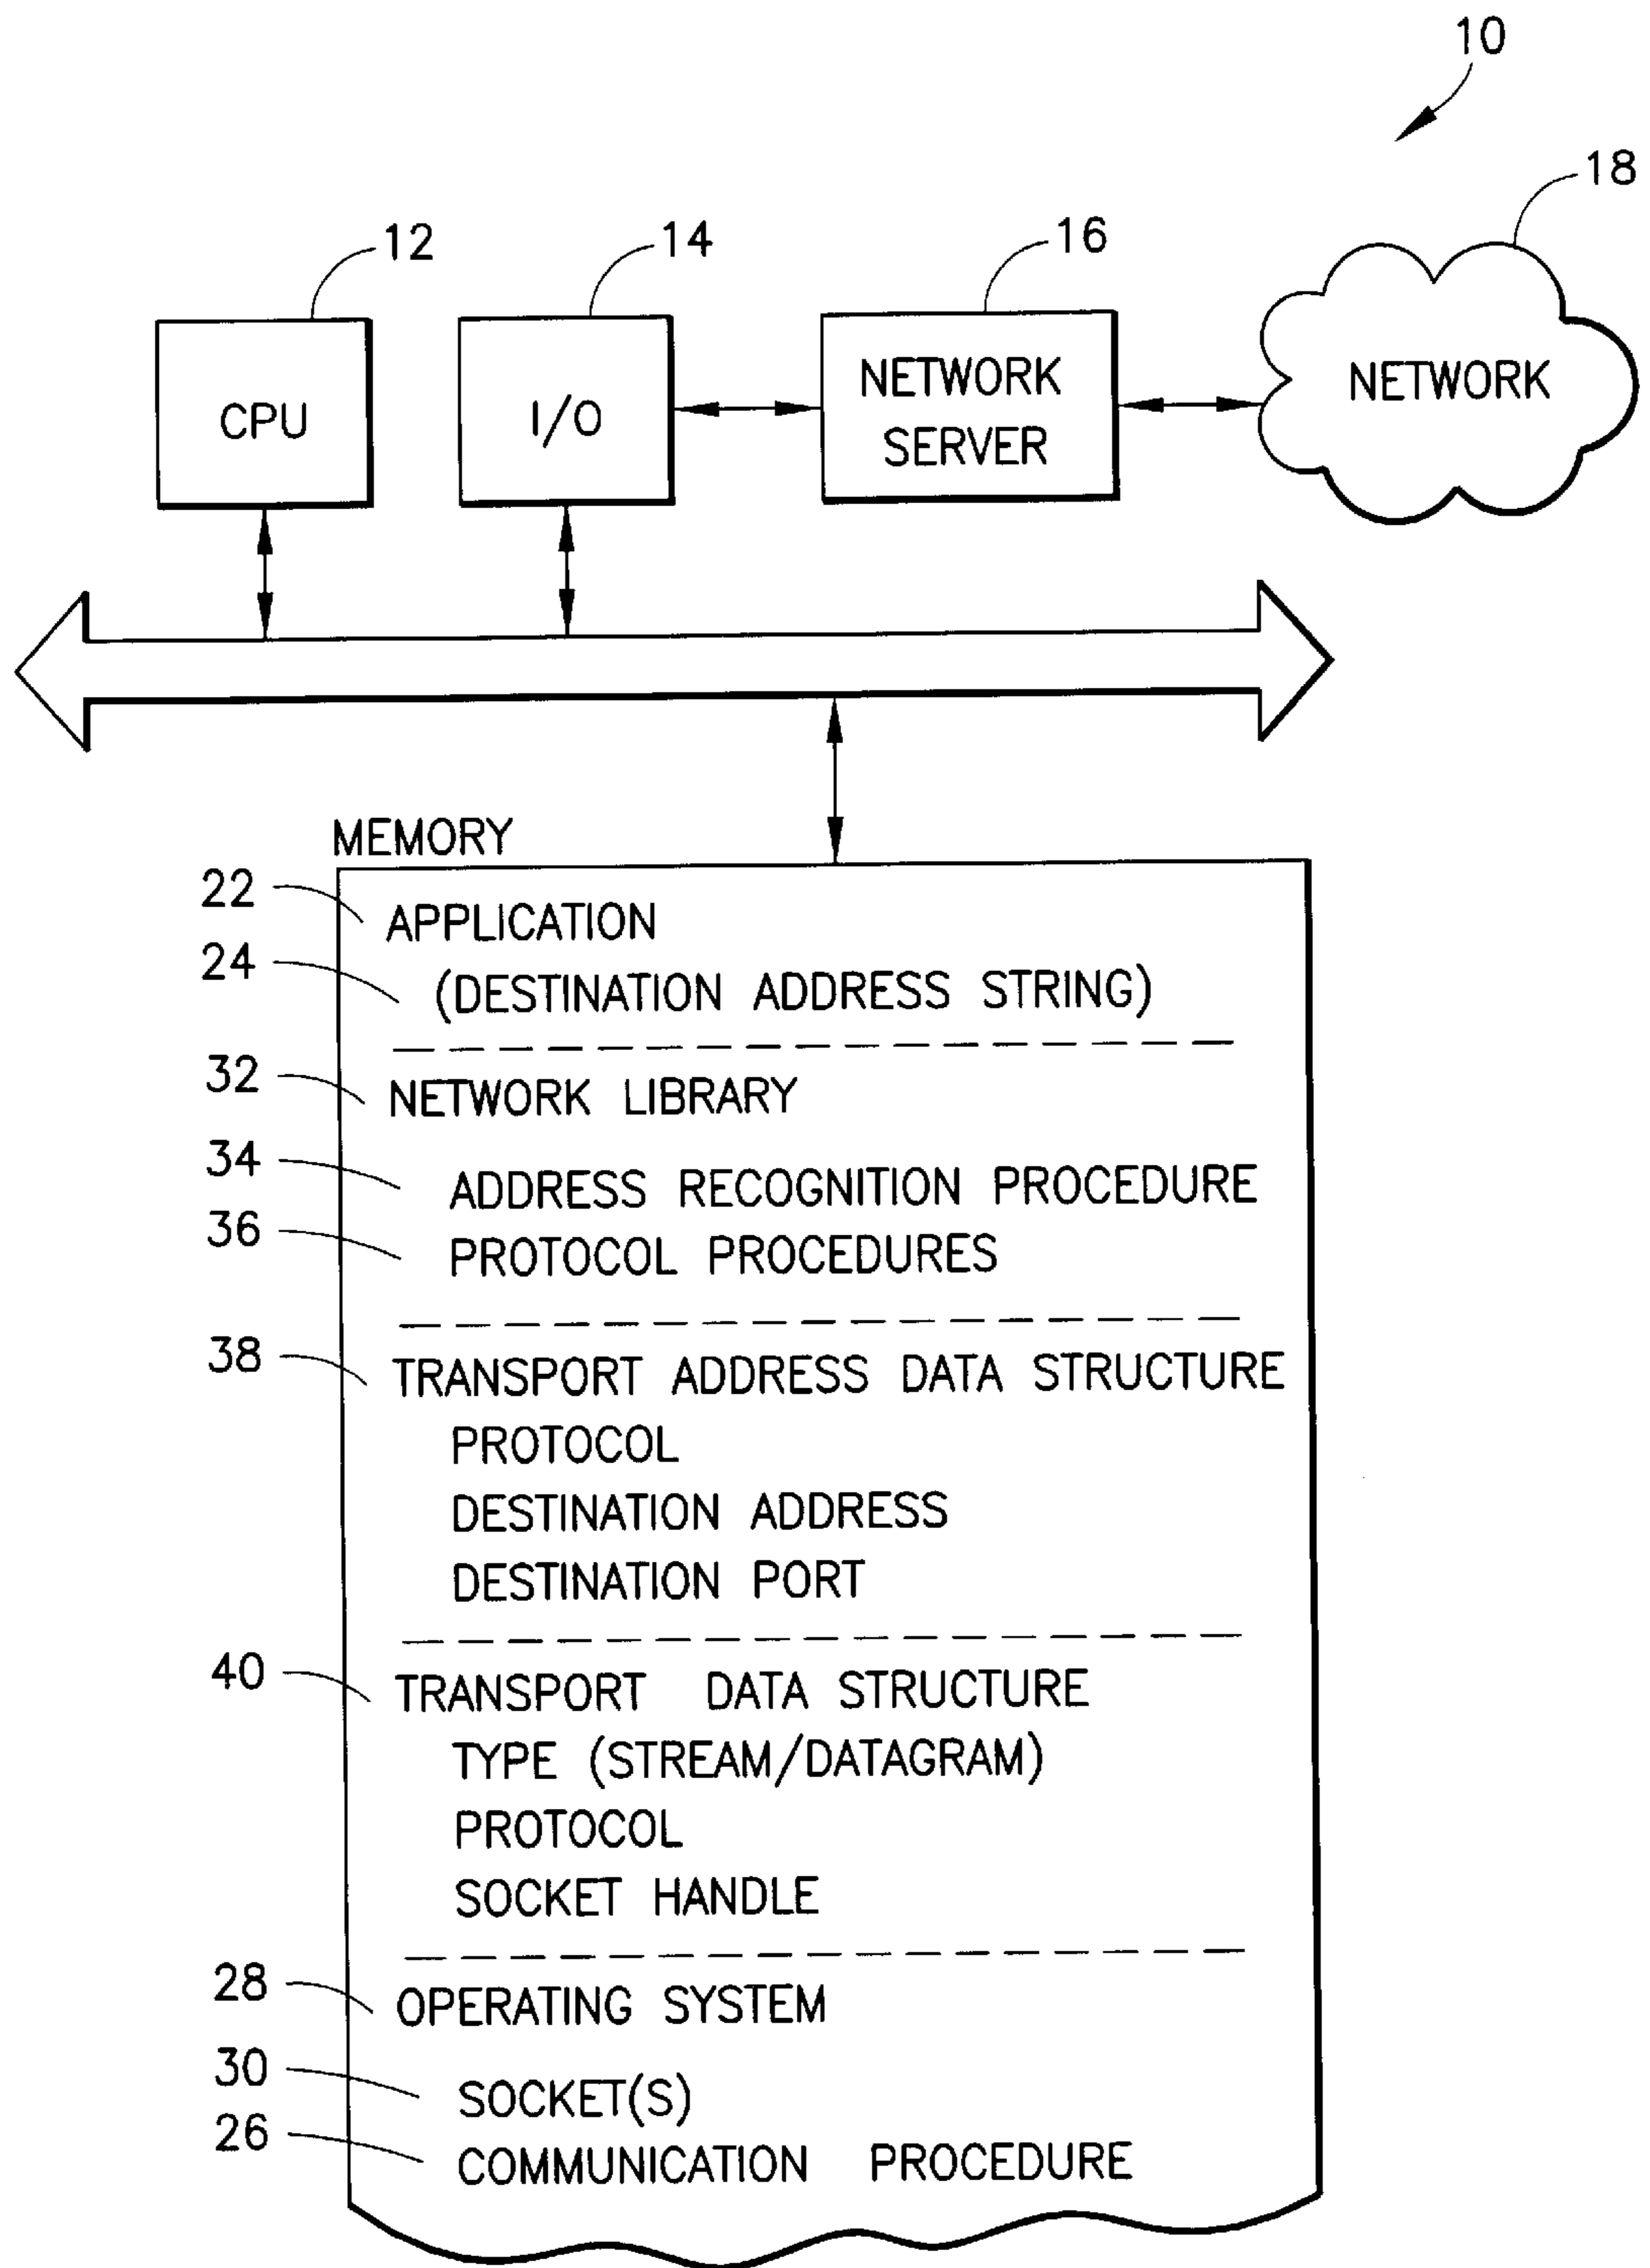 10
18
12
14
16
CPU
I/O
NETWORK
SERVER
NETWORK
MEMORY
22 APPLICATION
24 (DESTINATION ADDRESS STRING)
32 NETWORK LIBRARY
34 ADDRESS RECOGNITION PROCEDURE
36 PROTOCOL PROCEDURES
38 TRANSPORT ADDRESS DATA STRUCTURE
PROTOCOL
DESTINATION ADDRESS
DESTINATION PORT
40 TRANSPORT DATA STRUCTURE
TYPE (STREAM/DATAGRAM)
PROTOCOL
SOCKET HANDLE
28 OPERATING SYSTEM
30 SOCKET(S)
26 COMMUNICATION PROCEDURE